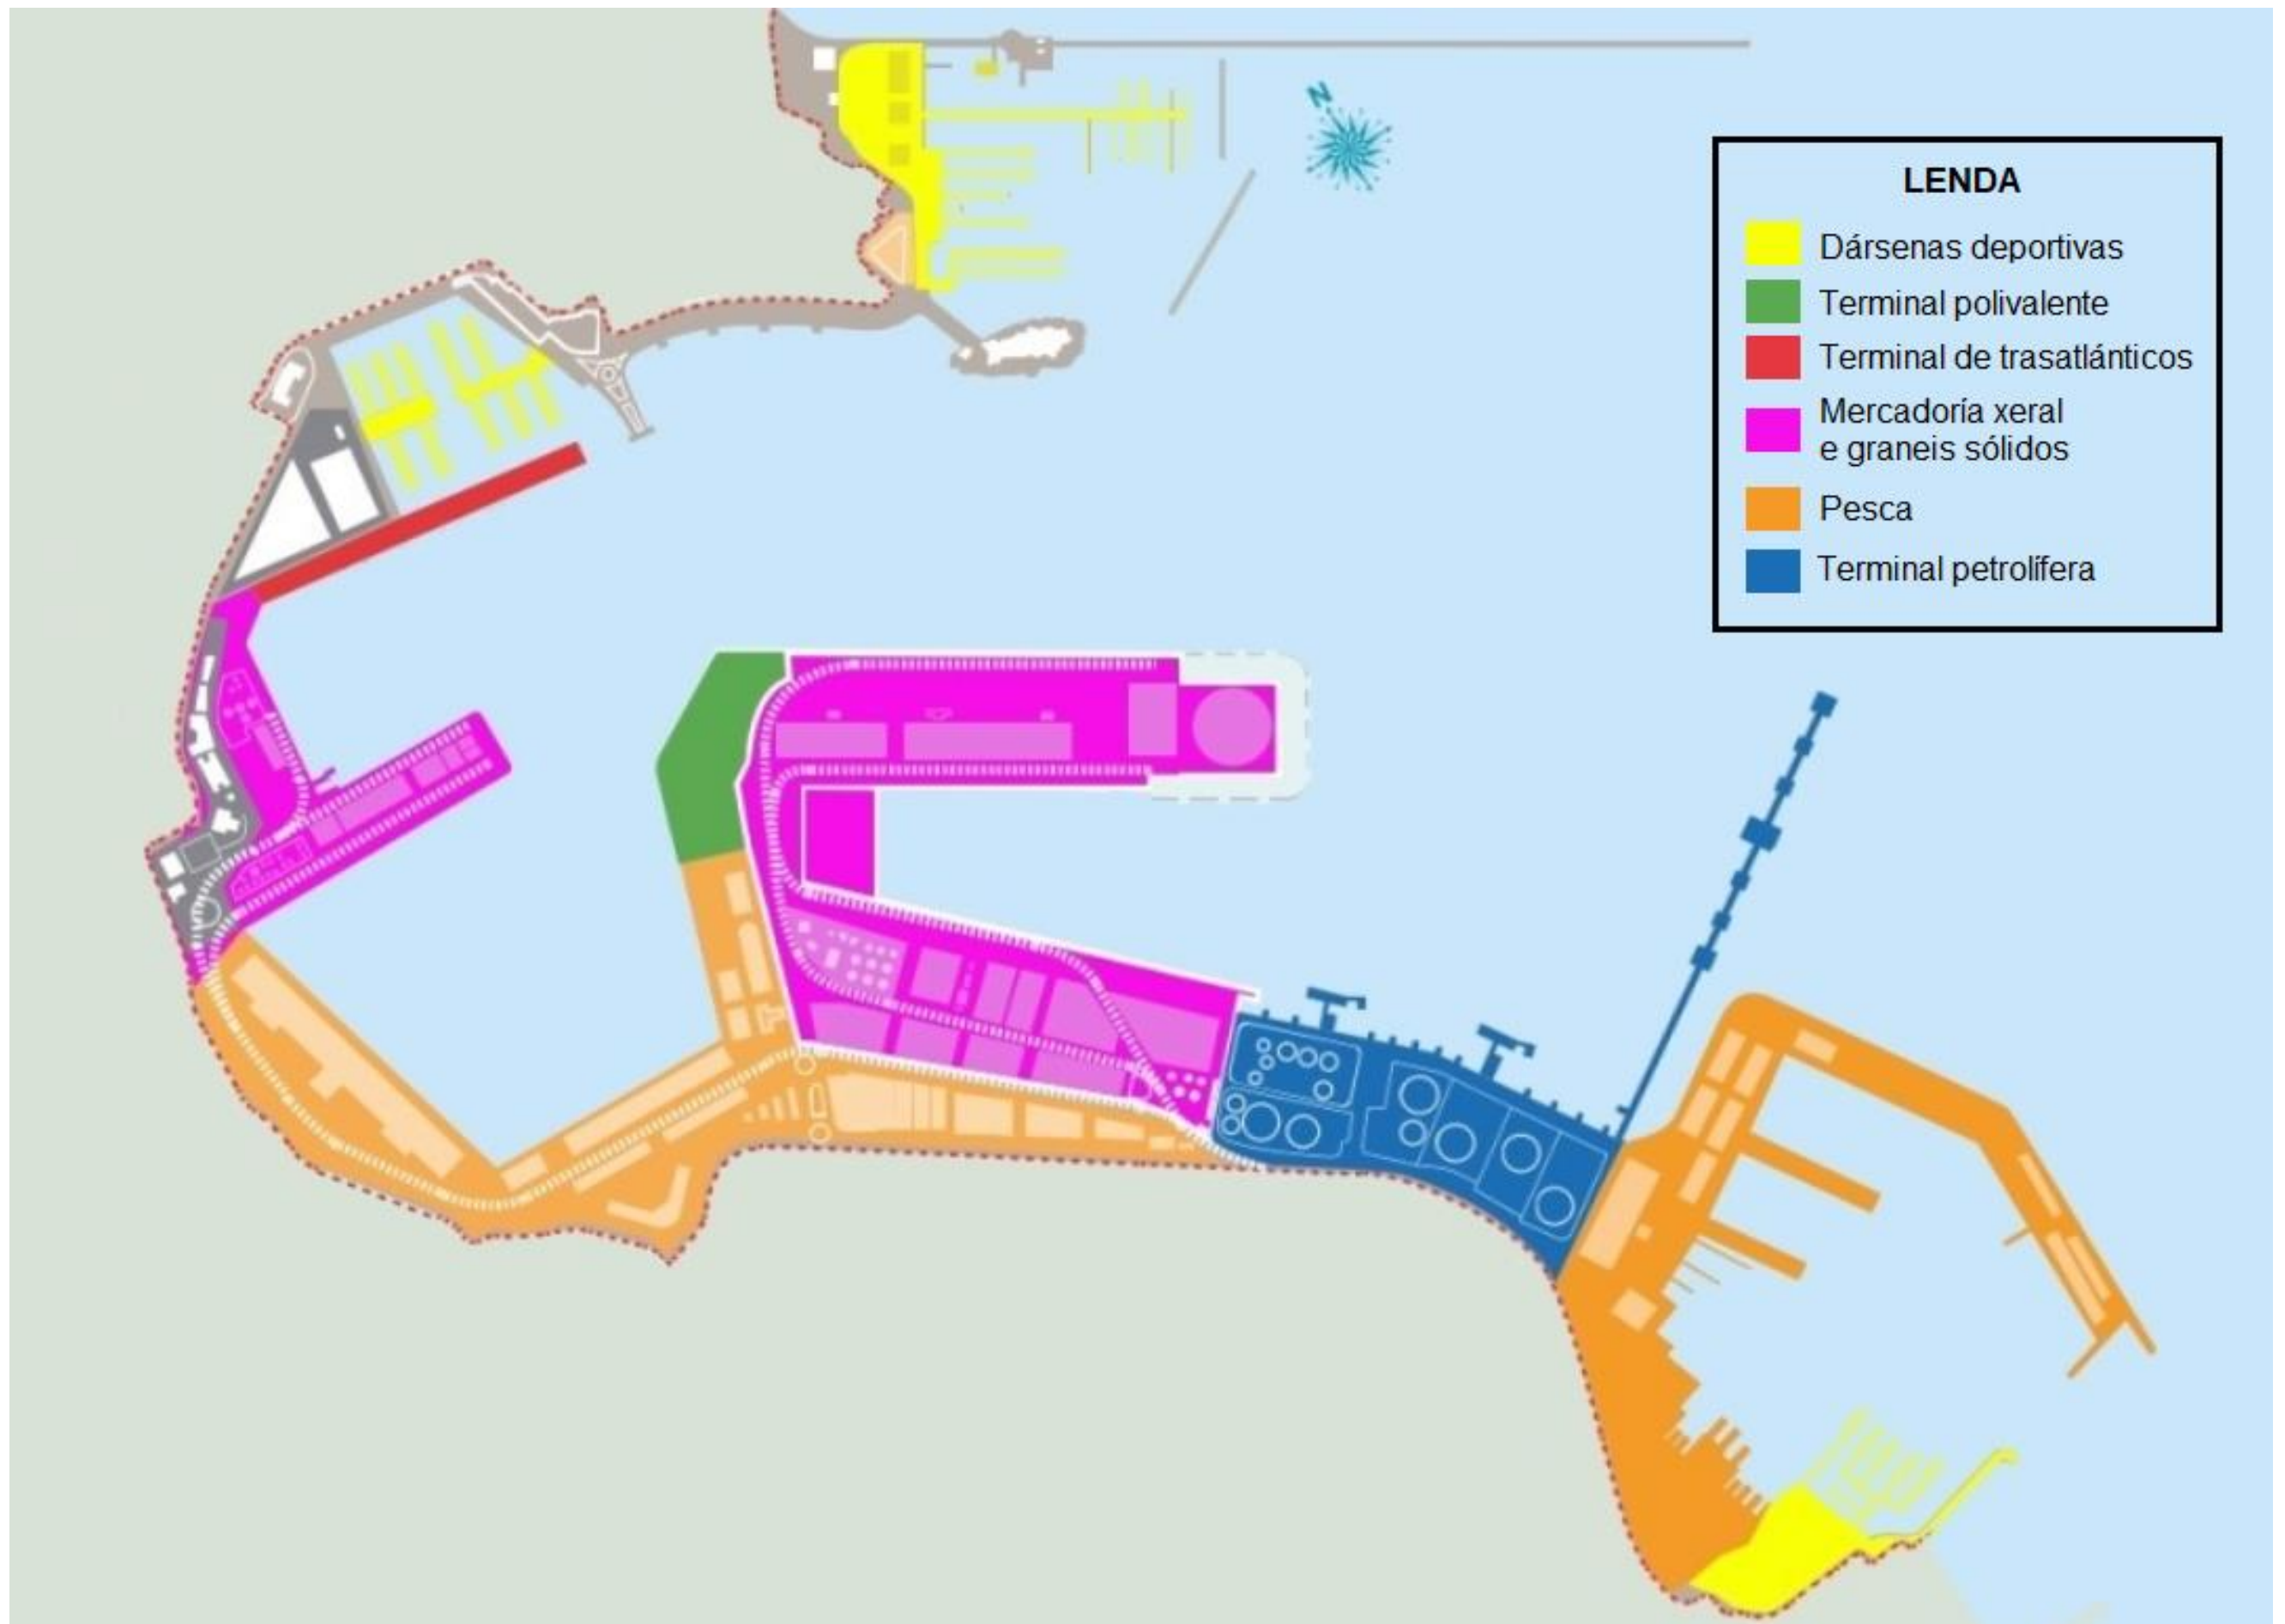 N
LENDA
Dársenas deportivas
Terminal polivalente
Terminal de trasatlánticos
Mercadoría xeral
e graneis sólidos
Pesca
Terminal petrolífera